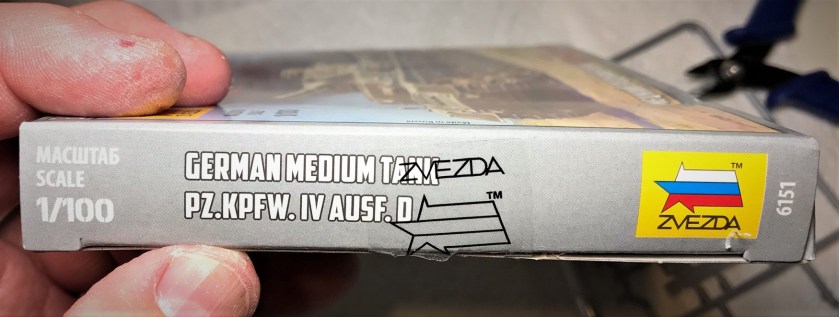 МАСШТАБ
SCALE
1/100
GERMAN MEDIUM TANK
PZ.KPFW. IV AUSF. D
ZVEZDA
TM
TM
ZVEZDA
6151